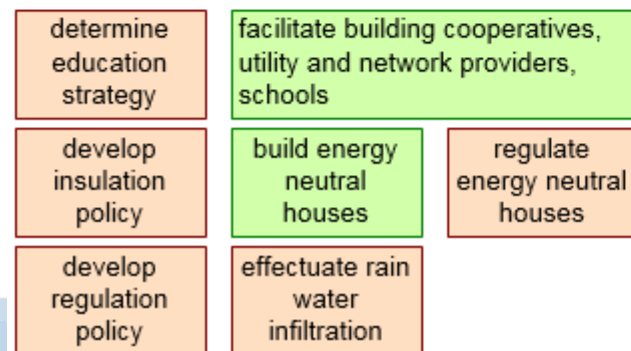 determine
education
strategy
facilitate building cooperatives,
utility and network providers,
schools
develop
insulation
policy
build energy
neutral
houses
regulate
energy neutral
houses
develop
regulation
policy
effectuate rain
water
infiltration